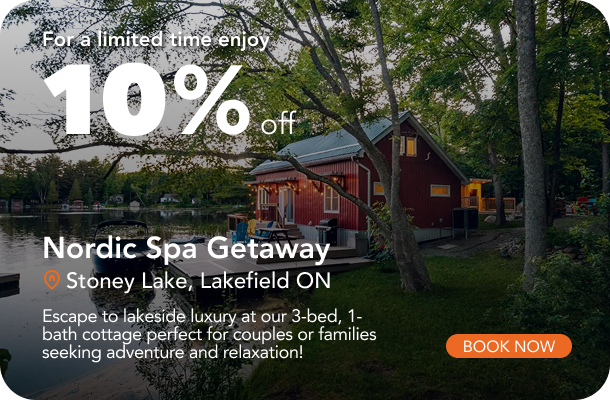 For a limited time enjoy
10% off
Nordic Spa Getaway
Stoney Lake, Lakefield ON
Escape to lakeside luxury at our 3-bed, 1-
bath cottage perfect for couples or families
seeking adventure and relaxation!
BOOK NOW